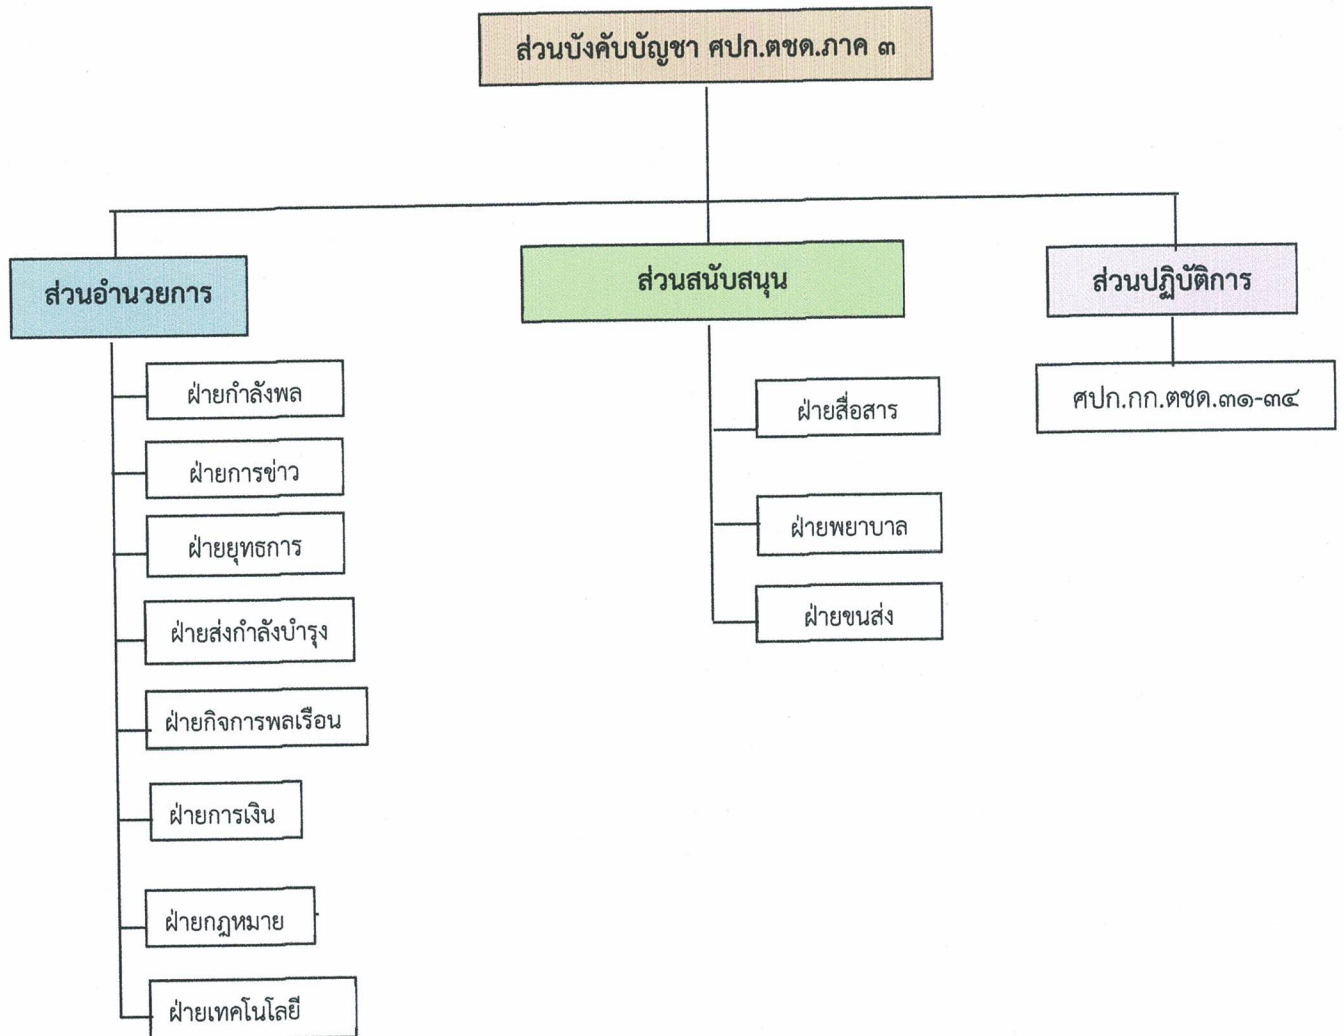 ส่วนบังคับบัญชา ศปก.ตชด.ภาค ๓
ส่วนอำนวยการ
ฝ่ายกำลังพล
ฝ่ายการข่าว
ฝ่ายยุทธการ
ฝ่ายส่งกำลังบำรุง
ฝ่ายกิจการพลเรือน
ฝ่ายการเงิน
ฝ่ายกฎหมาย
ฝ่ายเทคโนโลยี
ส่วนสนับสนุน
ฝ่ายสื่อสาร
ฝ่ายพยาบาล
ฝ่ายขนส่ง
ส่วนปฏิบัติการ
ศปก.กก.ตชด.๓๑-๓๔